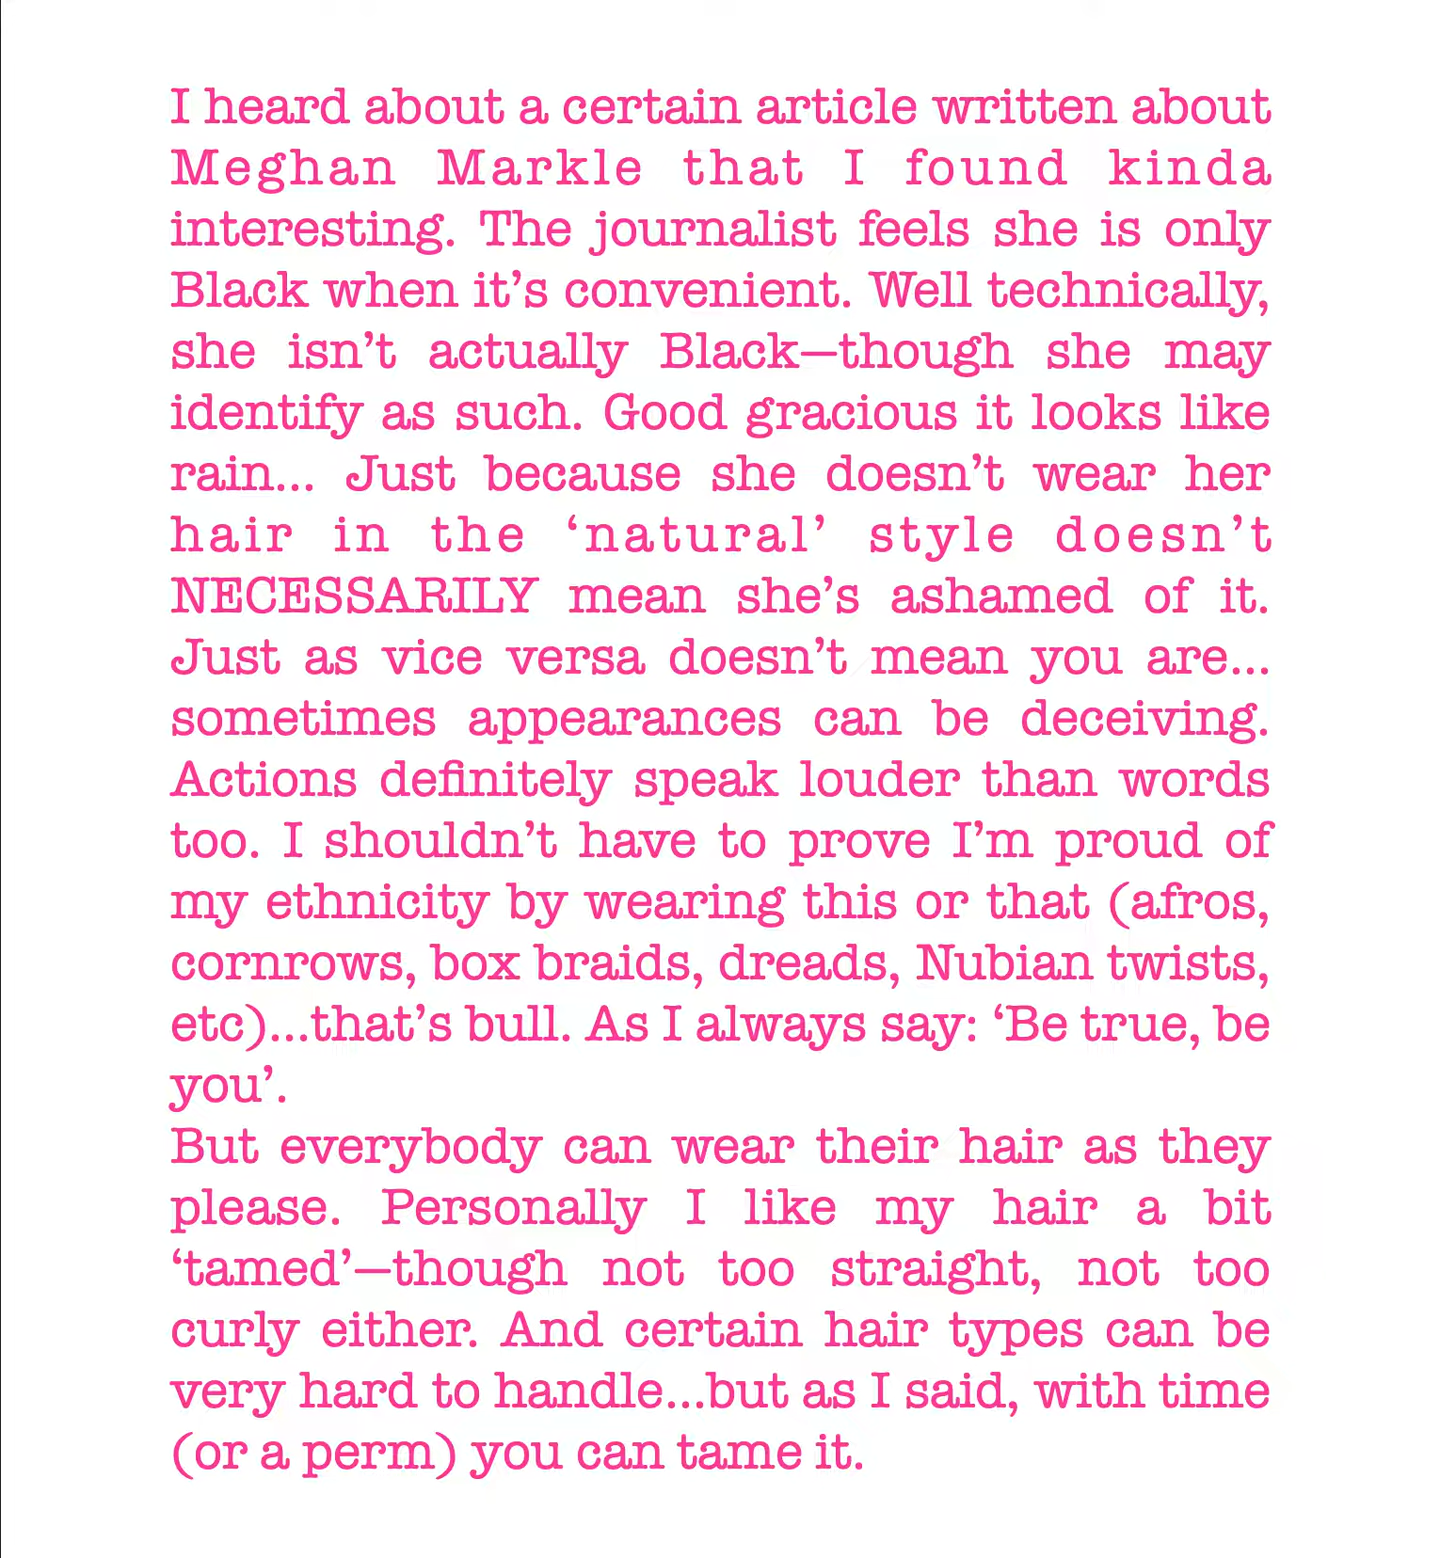 I heard about a certain article written about
Meghan Markle that I found kinda
interesting. The journalist feels she is only
Black when it’s convenient. Well technically,
she isn’t actually Black—though she may
identify as such. Good gracious it looks like
rain... Just because she doesn’t wear her
hair in the ‘natural’ style doesn’t
NECESSARILY mean she’s ashamed of it.
Just as vice versa doesn’t mean you are...
sometimes appearances can be deceiving.
Actions definitely speak louder than words
too. I shouldn’t have to prove I’m proud of
my ethnicity by wearing this or that (afros,
cornrows, box braids, dreads, Nubian twists,
etc)...that’s bull. As I always say: ‘Be true, be
you’.
But everybody can wear their hair as they
please. Personally I like my hair a bit
‘tamed’—though not too straight, not too
curly either. And certain hair types can be
very hard to handle...but as I said, with time
(or a perm) you can tame it.